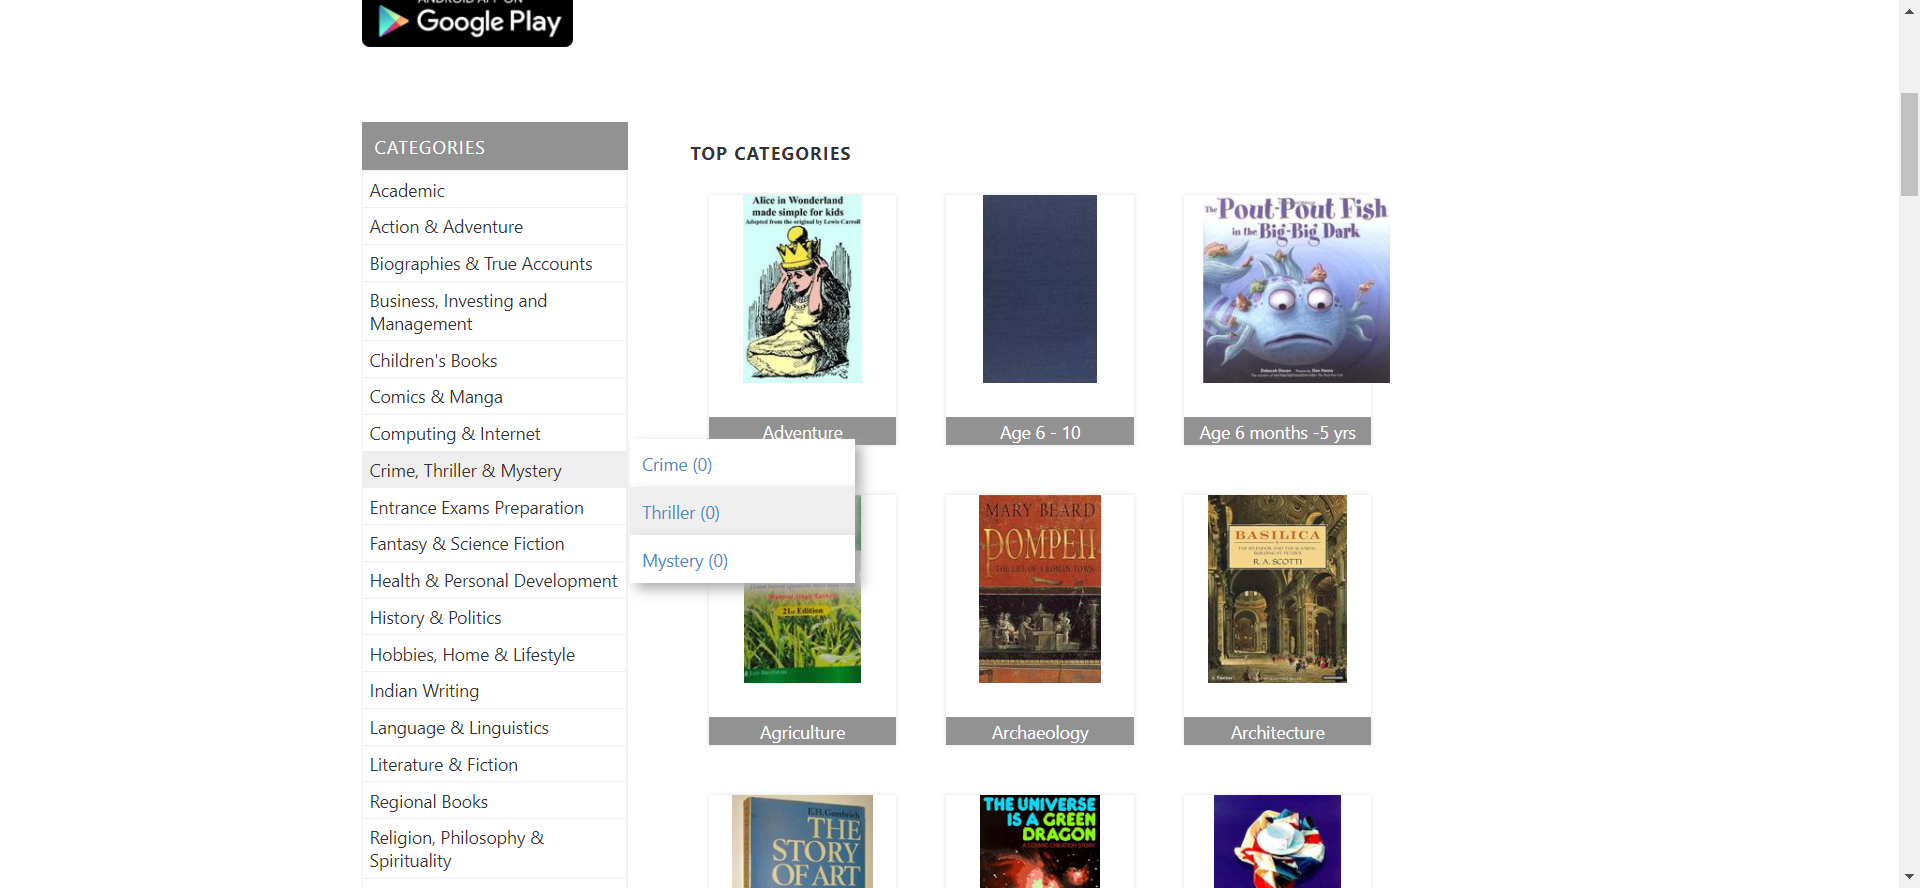 Google Play
CATEGORIES
Academic
Action & Adventure
Biographies & True Accounts
Business, Investing and
Management
Children's Books
Comics & Manga
Computing & Internet
Crime, Thriller & Mystery
Entrance Exams Preparation
Fantasy & Science Fiction
Health & Personal Development
History & Politics
Hobbies, Home & Lifestyle
Indian Writing
Language & Linguistics
Literature & Fiction
Regional Books
Religion, Philosophy &
Spirituality
Crime (0)
Thriller (0)
Mystery (0)
TOP CATEGORIES
Alice in Wonderland
made simple for kids
Adapted from the original by Lewis Carroll
Adventure
Age 6 - 10
The Pout-Pout Fish
in the Big-Big Dark
Age 6 months -5 yrs
21st Edition
Agriculture
MARY BEARD
POMPEII
THE LIFE OF A ROMAN TOWN
Archaeology
BASILICA
R. A. SCOTTI
Architecture
E.H. Gombrich
THE
STORY
OF ART
THE UNIVERSE
IS A GREEN
DRAGON
A COSMIC CREATION STORY